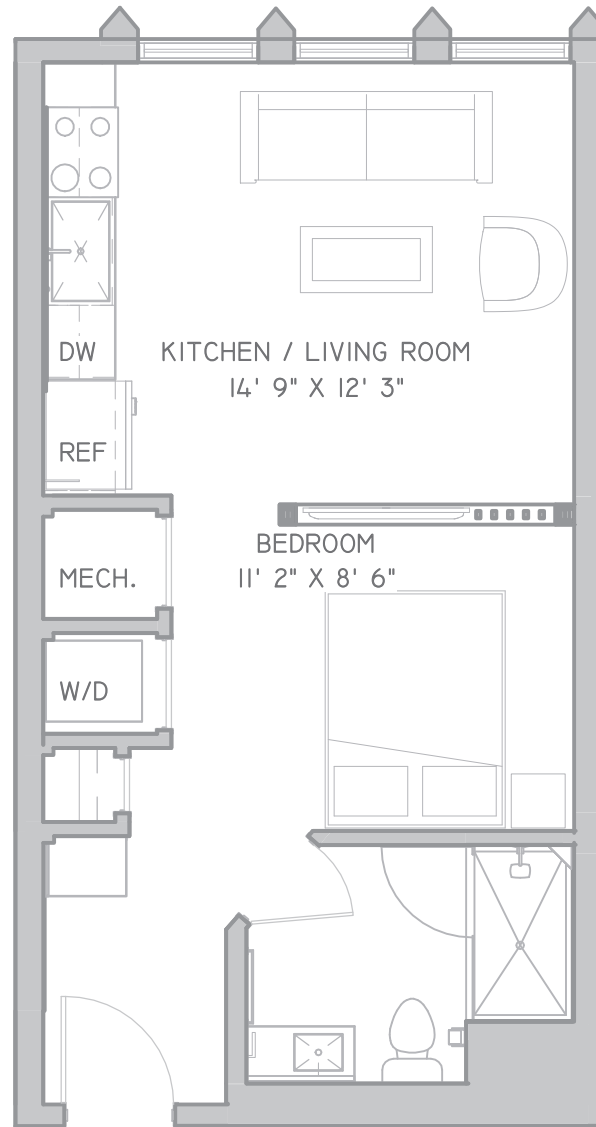 DW
KITCHEN / LIVING ROOM
14' 9" X 12' 3"
REF
BEDROOM
11' 2" X 8' 6"
MECH.
W/D